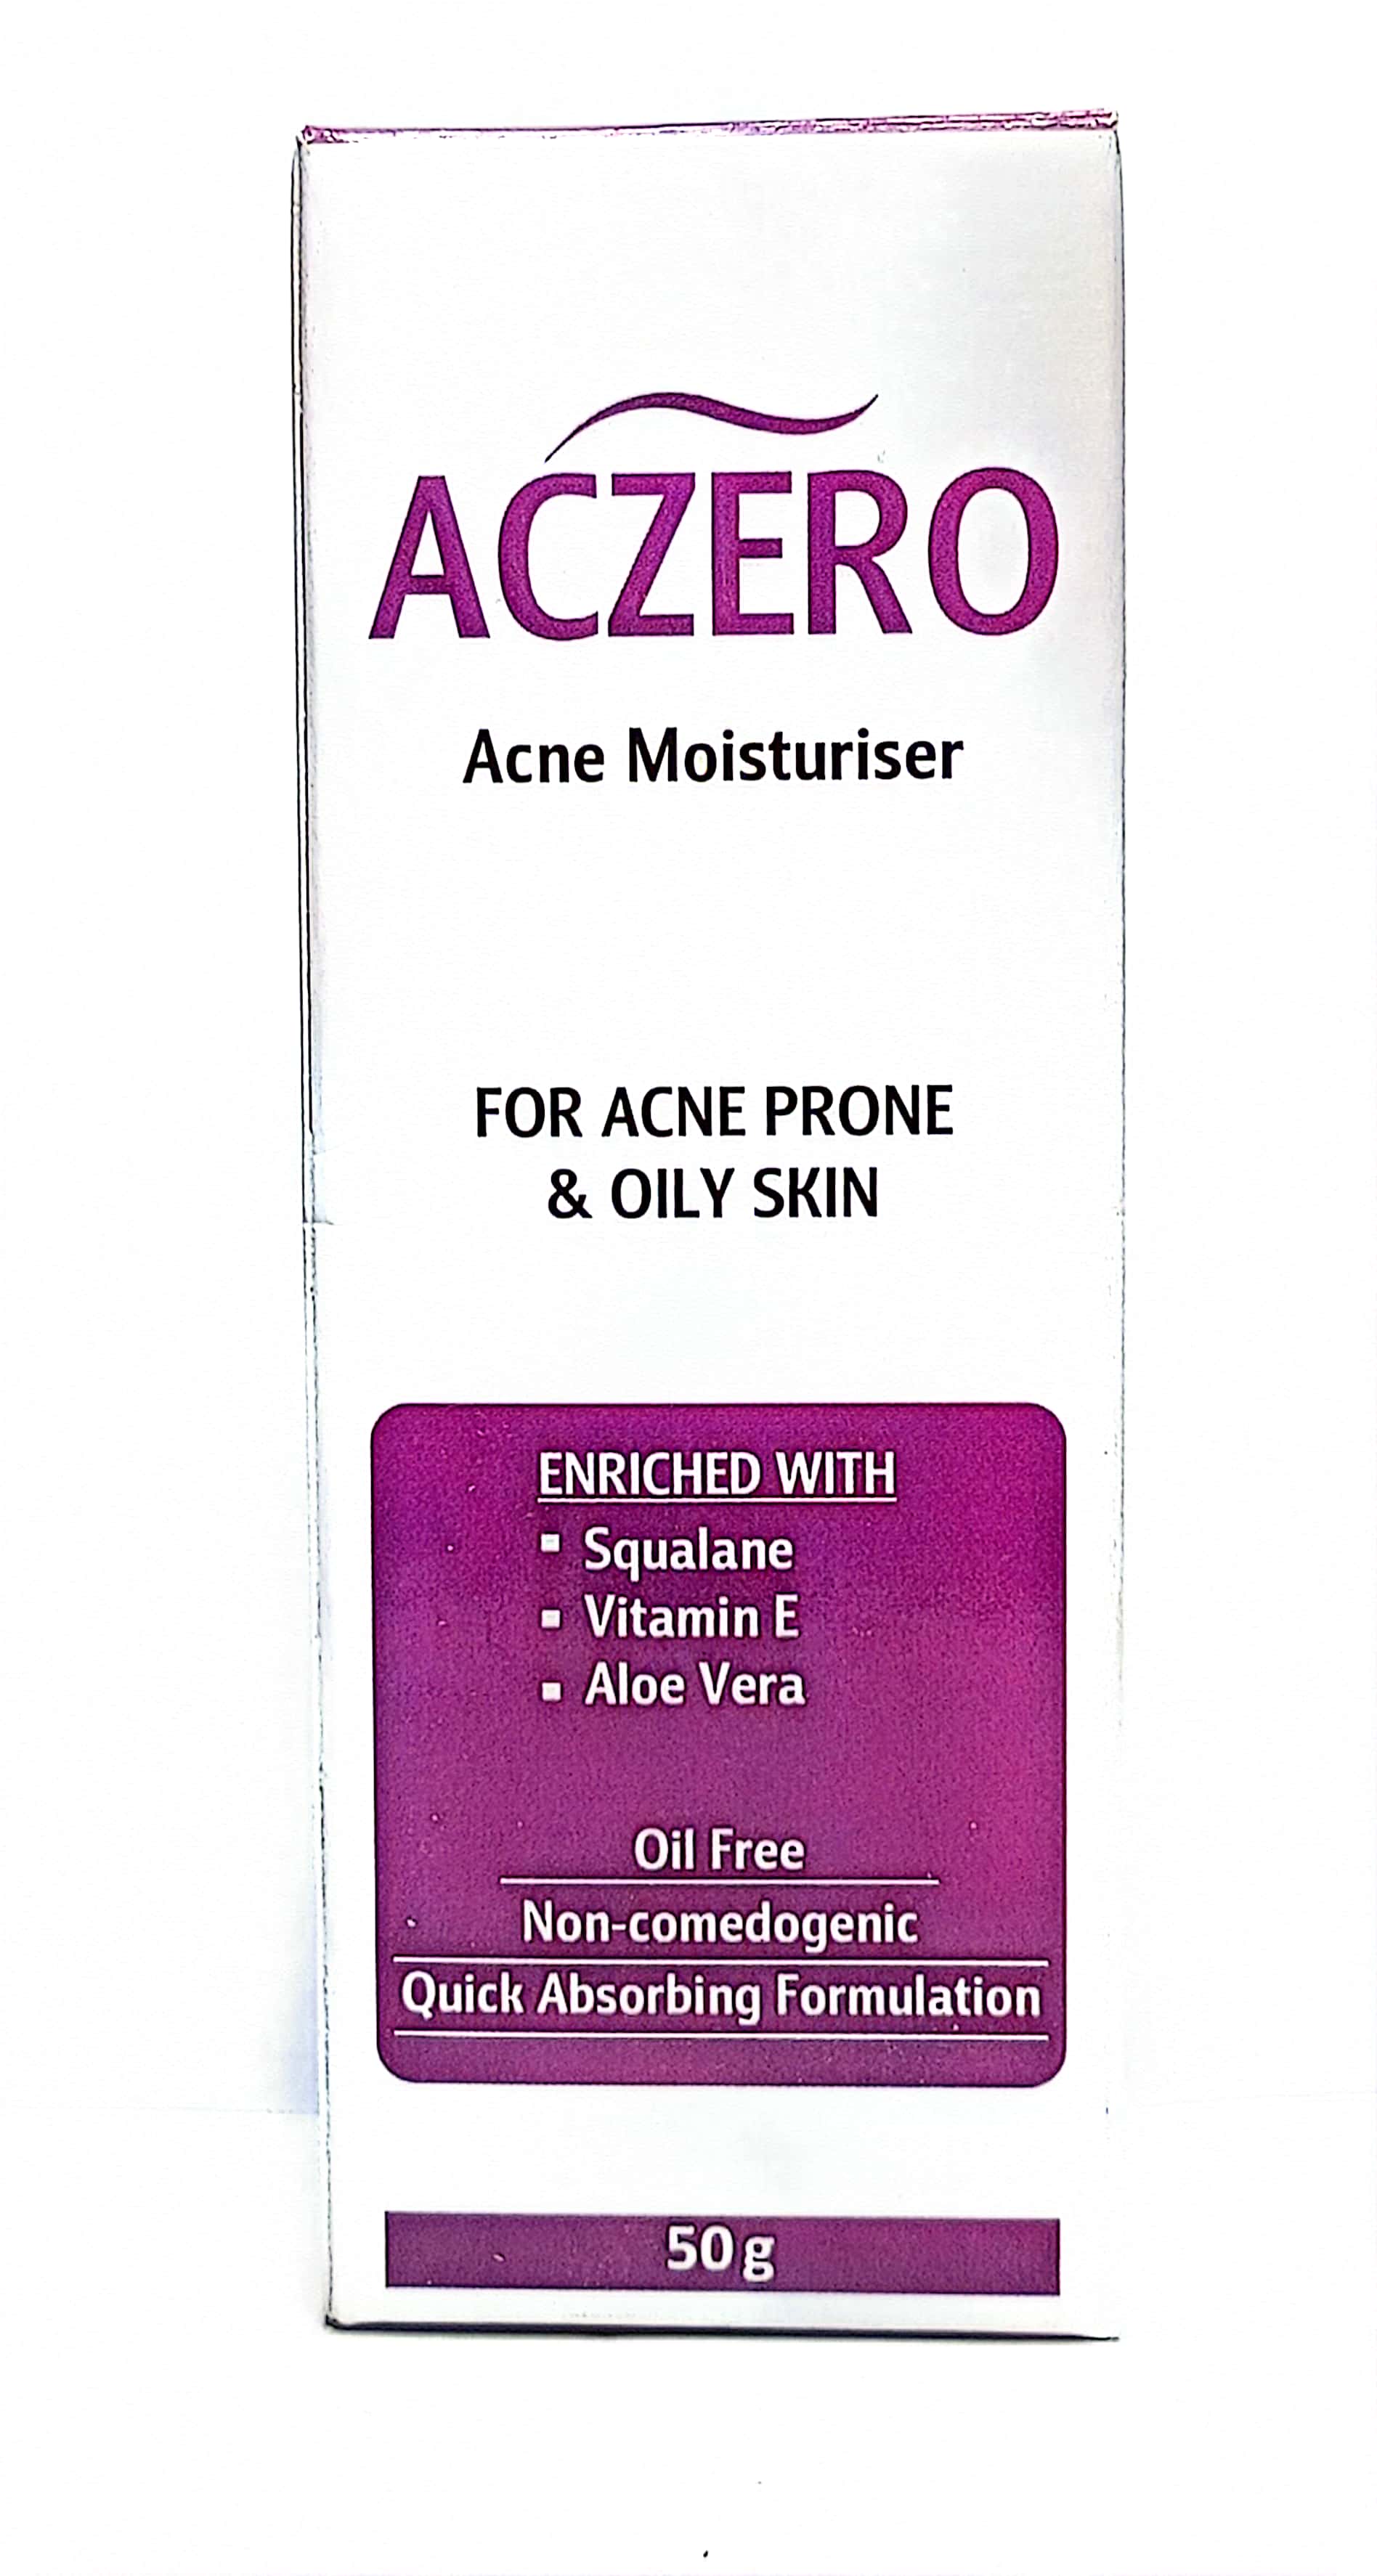 ACZERO
Acne Moisturiser
FOR ACNE PRONE
& OILY SKIN
ENRICHED WITH
▪ Squalane
▪ Vitamin E
▪ Aloe Vera
Oil Free
Non-comedogenic
Quick Absorbing Formulation
50 g